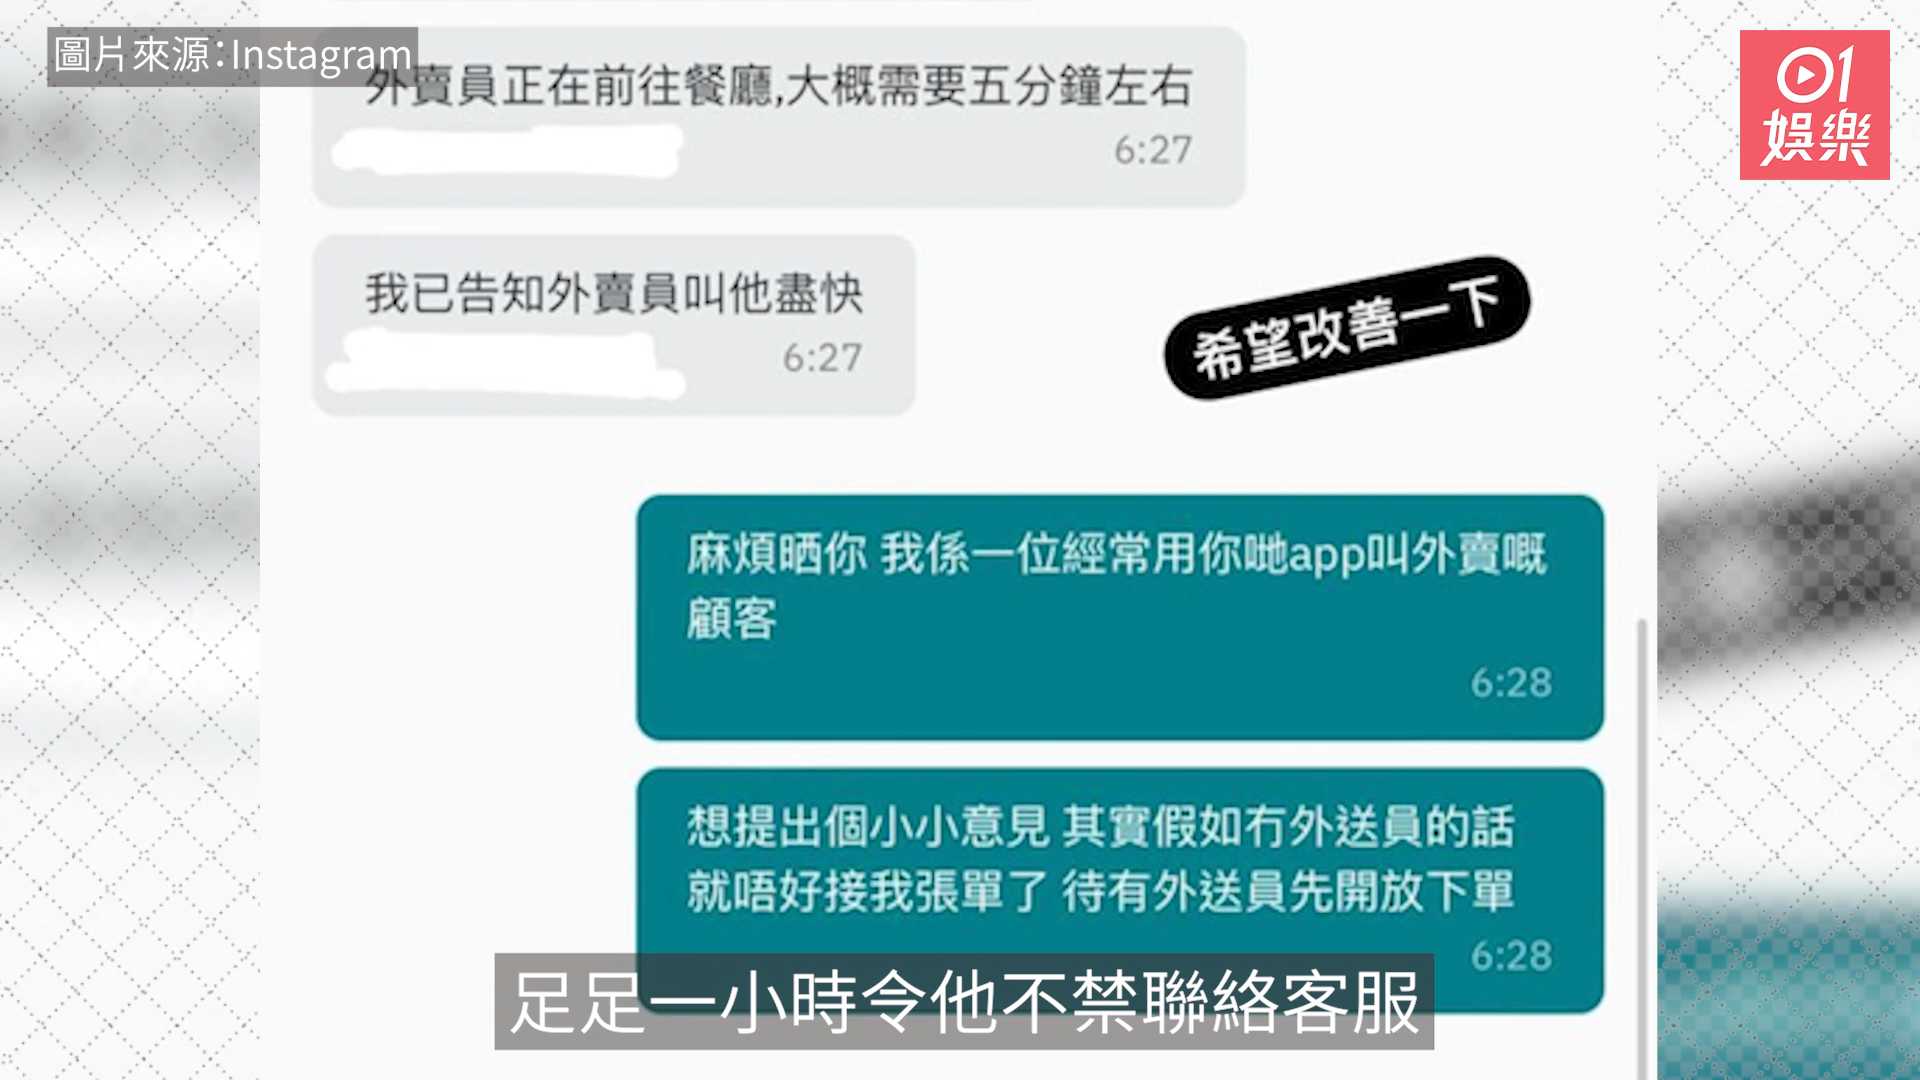 圖片來源：Instagram
01
娛樂
外賣員正在前往餐廳,大概需要五分鐘左右
6:27
我已告知外賣員叫他盡快
6:27
希望改善一下
麻煩晒你 我係一位經常用你哋app叫外賣嘅
顧客
6:28
想提出個小小意見 其實假如冇外送員的話
就唔好接我張單了 待有外送員先開放下單
6:28
足足一小時令他不禁聯絡客服